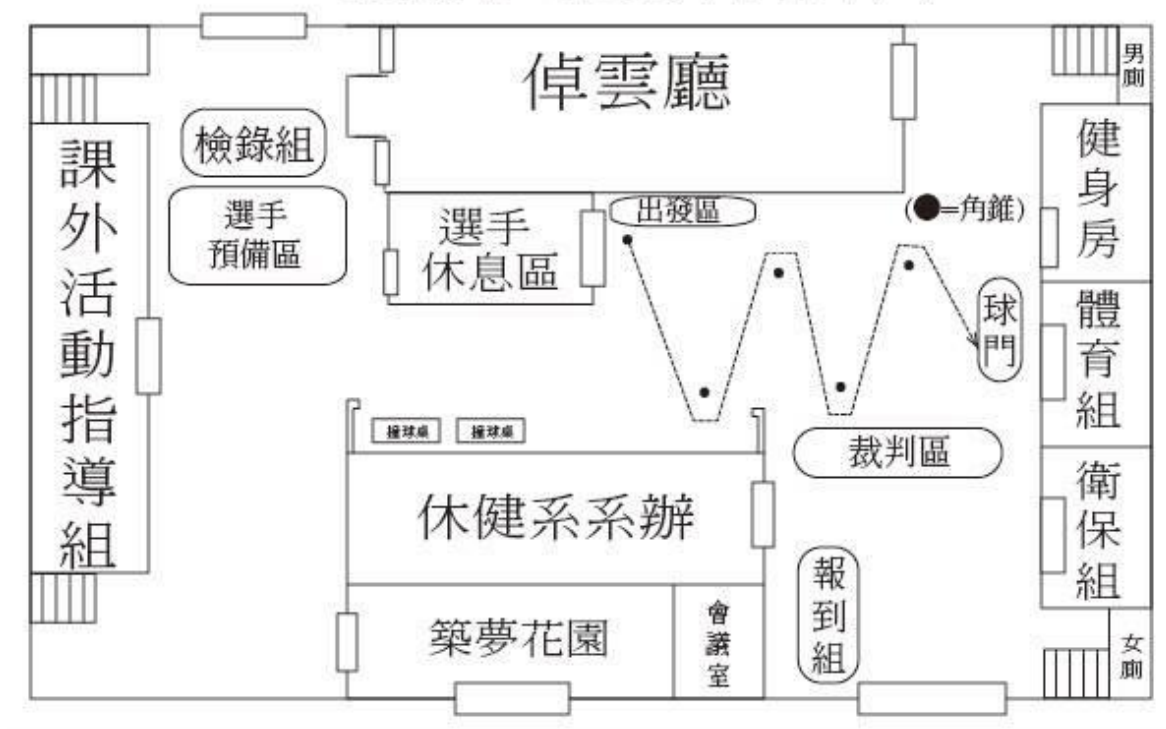 倬雲廳
男廁
檢錄組
課外活動指導組
選手
預備區
選手
休息區
出發區
(●=角錐)
健身房
球門
體育組
撞球桌
撞球桌
裁判區
休健系系辦
衛保組
報到組
築夢花園
會議室
女廁